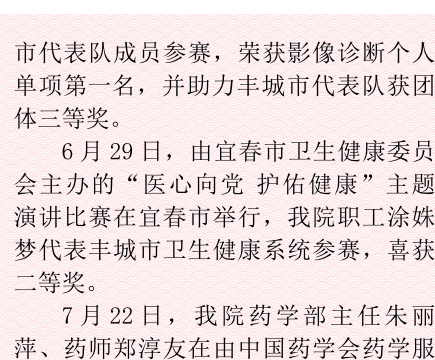 市代表队成员参赛，荣获影像诊断个人
单项第一名，并助力丰城市代表队获团
体三等奖。
6 月 29 日，由宜春市卫生健康委员
会主办的“医心向党 护佑健康”主题
演讲比赛在宜春市举行，我院职工涂姝
梦代表丰城市卫生健康系统参赛，喜获
二等奖。
7 月 22 日，我院药学部主任朱丽
萍、药师郑淳友在由中国药学会药学服